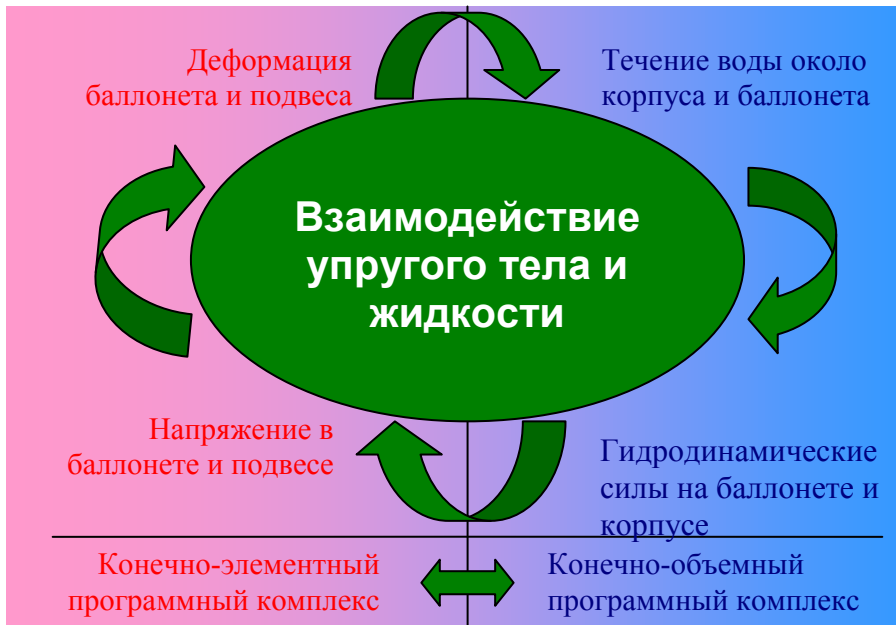 Деформация
баллонета и подвеса
Течение воды около
корпуса и баллонета
Взаимодействие
упругого тела и
жидкости
Напряжение в
баллонете и подвесе
Гидродинамические
силы на баллонете и
корпусе
Конечно-элементный
программный комплекс
Конечно-объемный
программный комплекс